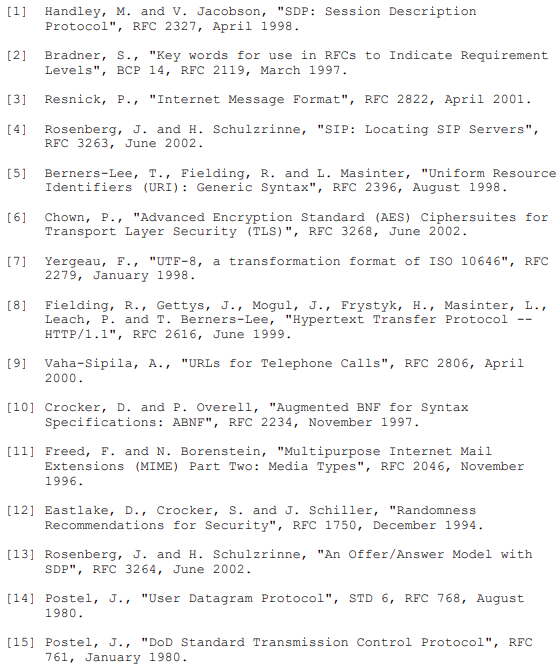 [1] Handley, M. and V. Jacobson, "SDP: Session Description
Protocol", RFC 2327, April 1998.
[2] Bradner, S., "Key words for use in RFCs to Indicate Requirement
Levels", BCP 14, RFC 2119, March 1997.
[3] Resnick, P., "Internet Message Format", RFC 2822, April 2001.
[4] Rosenberg, J. and H. Schulzrinne, "SIP: Locating SIP Servers",
RFC 3263, June 2002.
[5] Berners-Lee, T., Fielding, R. and L. Masinter, "Uniform Resource
Identifiers (URI): Generic Syntax", RFC 2396, August 1998.
[6] Chown, P., "Advanced Encryption Standard (AES) Ciphersuites for
Transport Layer Security (TLS)", RFC 3268, June 2002.
[7] Yergeau, F., "UTF-8, a transformation format of ISO 10646", RFC
2279, January 1998.
[8] Fielding, R., Gettys, J., Mogul, J., Frystyk, H., Masinter, L.,
Leach, P. and T. Berners-Lee, "Hypertext Transfer Protocol --
HTTP/1.1", RFC 2616, June 1999.
[9] Vaha-Sipila, A., "URLs for Telephone Calls", RFC 2806, April
2000.
[10] Crocker, D. and P. Overell, "Augmented BNF for Syntax
Specifications: ABNF", RFC 2234, November 1997.
[11] Freed, F. and N. Borenstein, "Multipurpose Internet Mail
Extensions (MIME) Part Two: Media Types", RFC 2046, November
1996.
[12] Eastlake, D., Crocker, S. and J. Schiller, "Randomness
Recommendations for Security", RFC 1750, December 1994.
[13] Rosenberg, J. and H. Schulzrinne, "An Offer/Answer Model with
SDP", RFC 3264, June 2002.
[14] Postel, J., "User Datagram Protocol", STD 6, RFC 768, August
1980.
[15] Postel, J., "DoD Standard Transmission Control Protocol", RFC
761, January 1980.